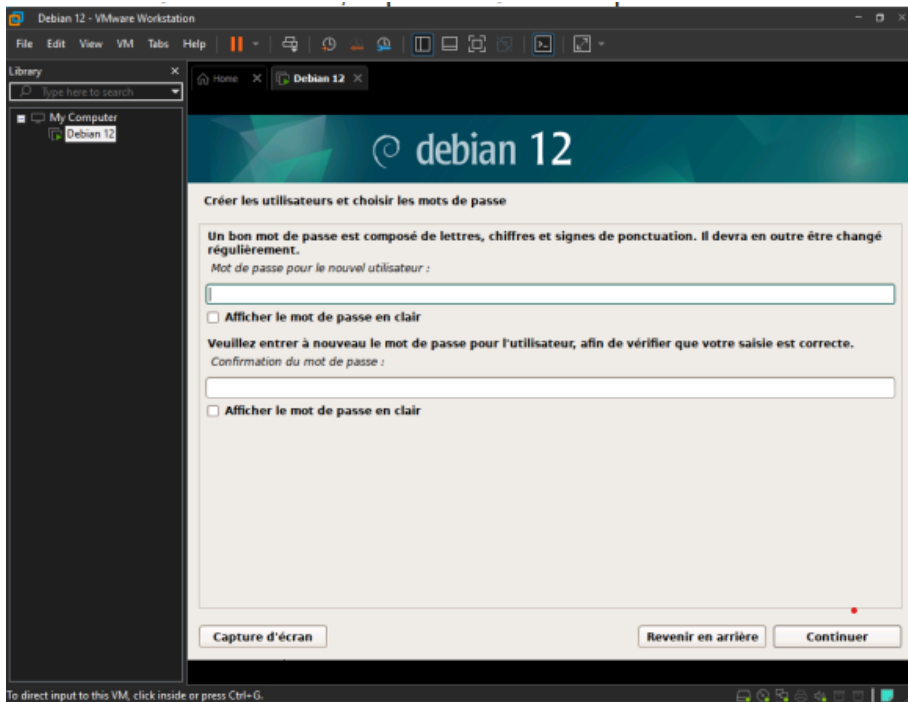 Debian 12 - VMware Workstation
File Edit View VM Tabs Help
Library
Type here to search
My Computer
Debian 12
Home
Debian 12
debian 12
Créer les utilisateurs et choisir les mots de passe
Un bon mot de passe est composé de lettres, chiffres et signes de ponctuation. Il devra en outre être changé
régulièrement.
Mot de passe pour le nouvel utilisateur :
Afficher le mot de passe en clair
Veuillez entrer à nouveau le mot de passe pour l'utilisateur, afin de vérifier que votre saisie est correcte.
Confirmation du mot de passe :
Afficher le mot de passe en clair
Capture d'écran
Revenir en arrière
Continuer
To direct input to this VM, click inside or press Ctrl+G.